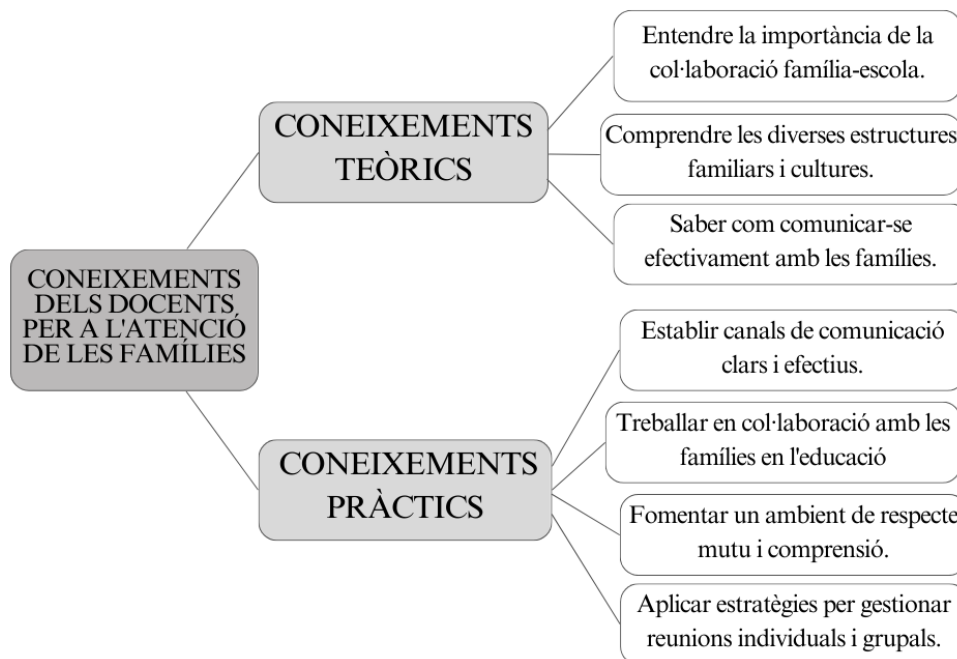 CONEIXEMENTS
DELS DOCENTS
PER A L'ATENCIÓ
DE LES FAMÍLIES
CONEIXEMENTS
TEÒRICS
Entendre la importància de la
col·laboració família-escola.
Comprendre les diverses estructures
familiars i cultures.
Saber com comunicar-se
efectivament amb les famílies.
CONEIXEMENTS
PRÀCTICS
Establir canals de comunicació
clars i efectius.
Treballar en col·laboració amb les
famílies en l'educació
Fomentar un ambient de respecte
mutu i comprensió.
Aplicar estratègies per gestionar
reunions individuals i grupals.